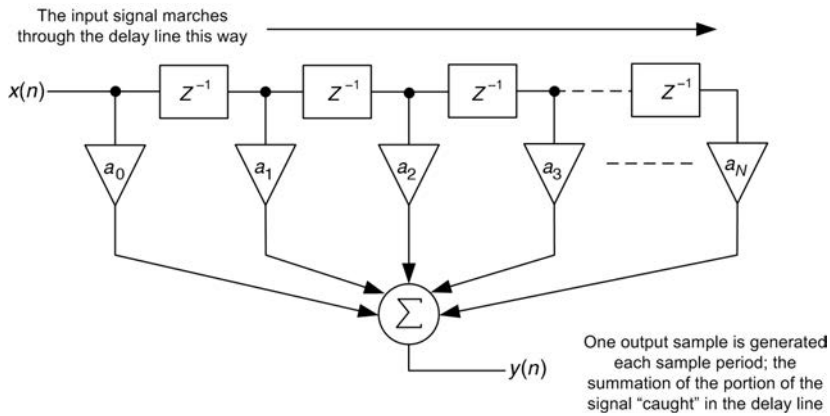 The input signal marches
through the delay line this way
x(n)
Z⁻¹
Z⁻¹
Z⁻¹
Z⁻¹
a₀
a₁
a₂
a₃
a_N
Σ
y(n)
One output sample is generated
each sample period; the
summation of the portion of the
signal “caught” in the delay line